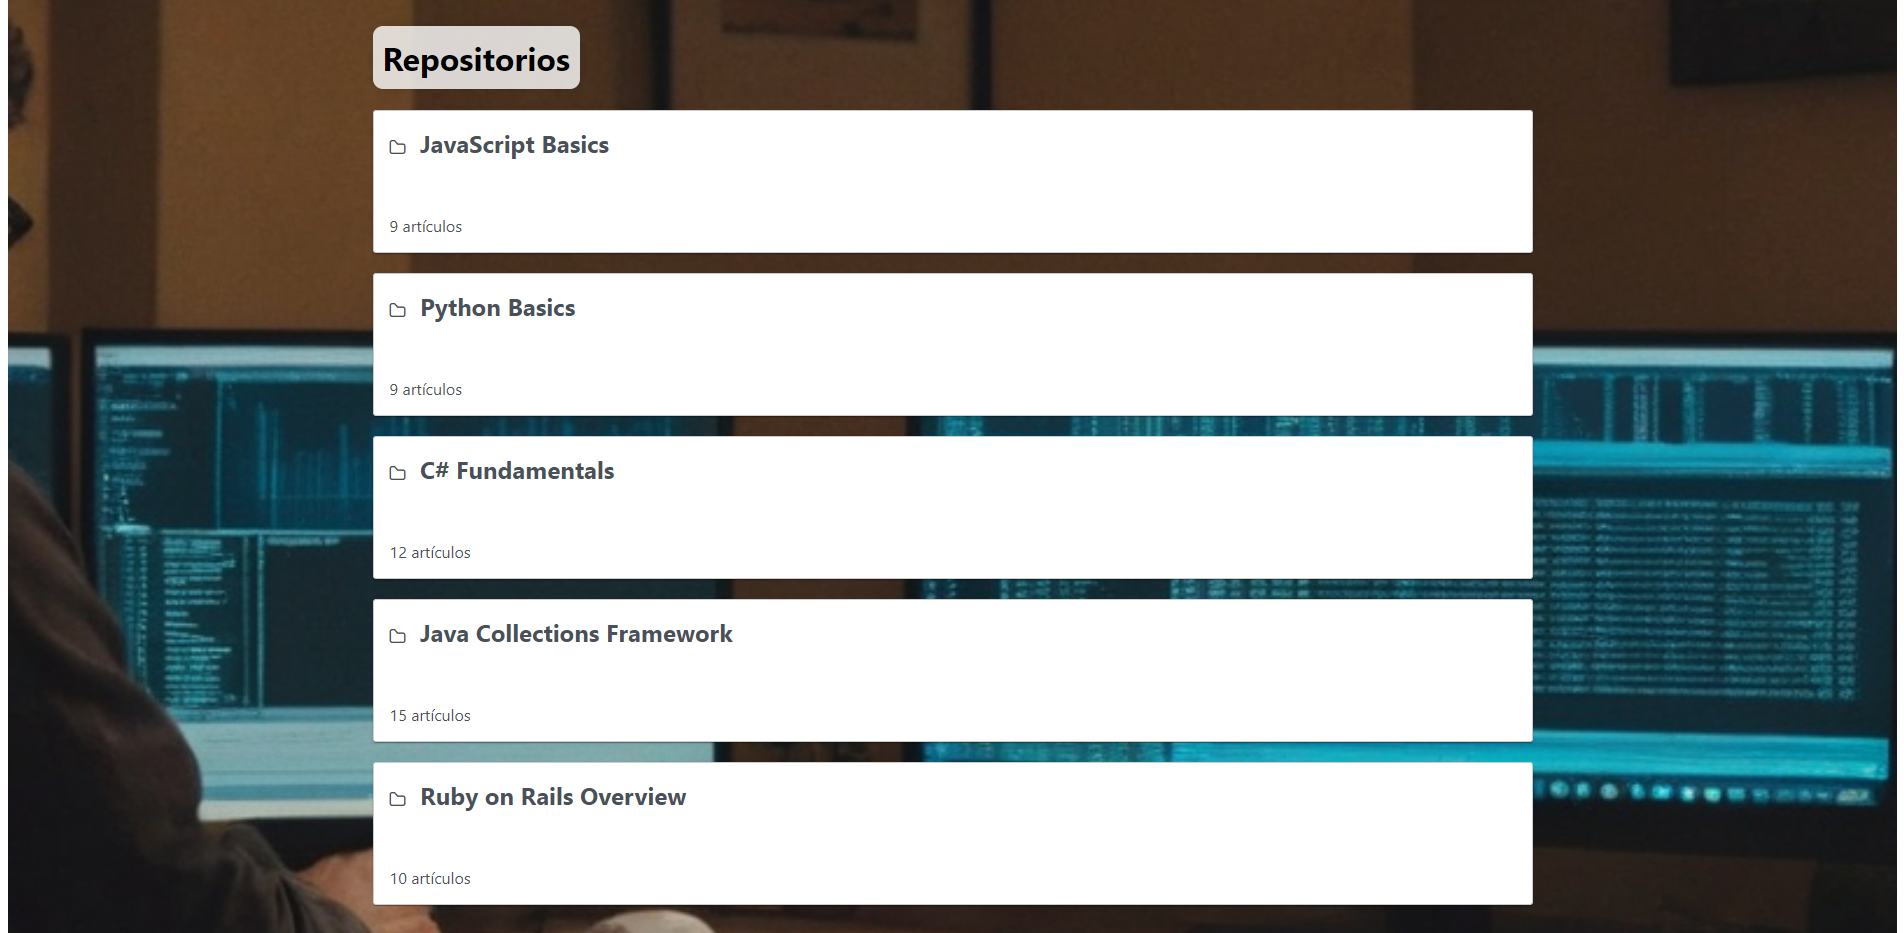 Repositorios
JavaScript Basics
9 artículos
Python Basics
9 artículos
C# Fundamentals
12 artículos
Java Collections Framework
15 artículos
Ruby on Rails Overview
10 artículos